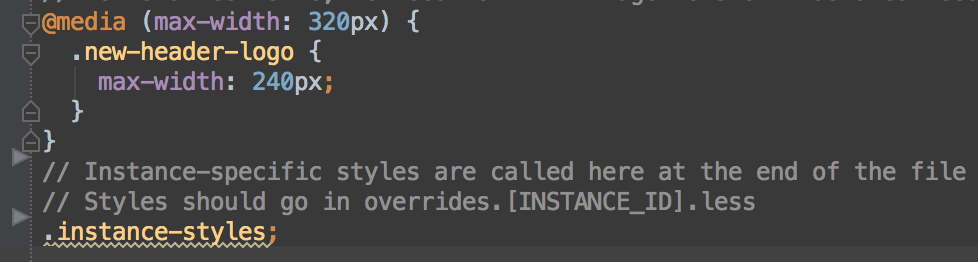 @media (max-width: 320px) {
.new-header-logo {
max-width: 240px;
}
}
// Instance-specific styles are called here at the end of the file
// Styles should go in overrides.[INSTANCE_ID].less
.instance-styles;